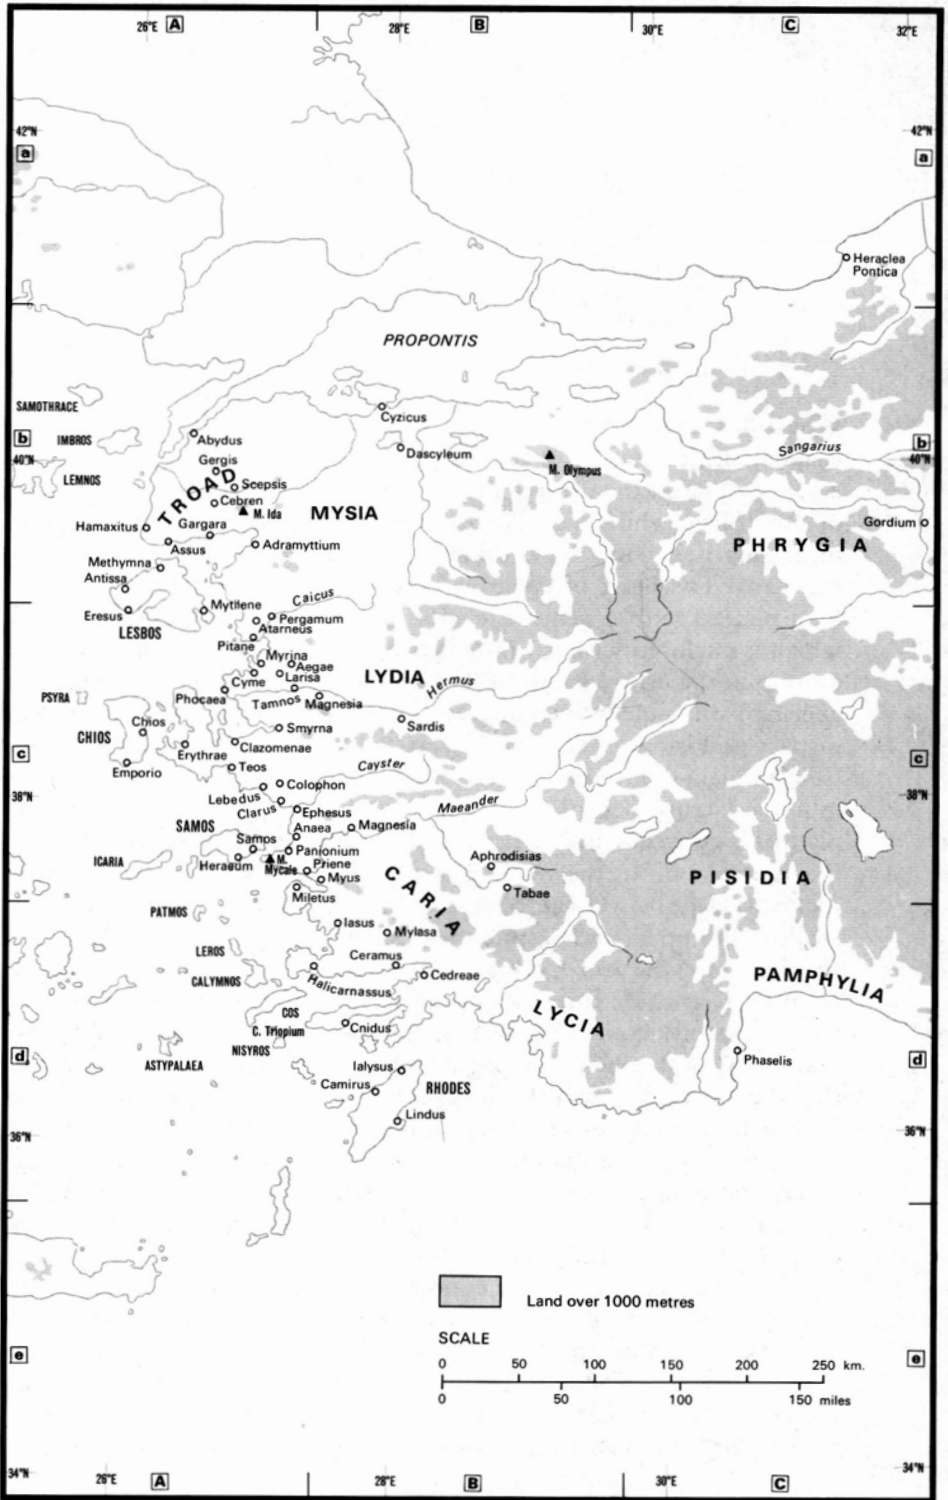 26°E A 28°E B 30°E C 32°E
42°N 42°N
a a
Heraclea
Pontica
PROPONTIS
SAMOTHRACE
Cyzicus
b IMBROS Abydus b
Dascyleum
Sangarius
40°N 40°N
Gergis
M. Olympus
LEMNOS
TROAD
Scepsis
Cebren
M. Ida
MYSIA
Hamaxitus
Gargara
Gordium
Assus
Adramyttium
PHRYGIA
Methymna
Antissa
Eresus
Mytilene
Caicus
Pergamum
LESBOS
Atarneus
Pitane
Myrina
Aegae
Cyme
Larisa
LYDIA
Hermus
PSYRA
Phocaea
Tamnos
Magnesia
Chios
Smyrna
Sardis
CHIOS
Erythrae
Clazomenae
c c
Emporio
Teos
Cayster
Colophon
38°N 38°N
Lebedus
Clarus
Ephesus
Maeander
SAMOS
Anaea
Magnesia
Samos
Panionium
ICARIA
Heraeum
M.
Mycale
Priene
Myus
Aphrodisias
Tabae
CARIA
PISIDIA
Miletus
PATMOS
Iasus
Mylasa
LEROS
Ceramus
CALYMNOS
Halicarnassus
Cedreae
PAMPHYLIA
COS
LYCIA
C. Triopium
Cnidus
NISYROS
d d
ASTYPALAEA
Phaselis
Ialysus
Camirus
RHODES
Lindus
36°N 36°N
Land over 1000 metres
SCALE
e e
0 50 100 150 200 250 km.
0 50 100 150 miles
34°N 34°N
26°E A 28°E B 30°E C